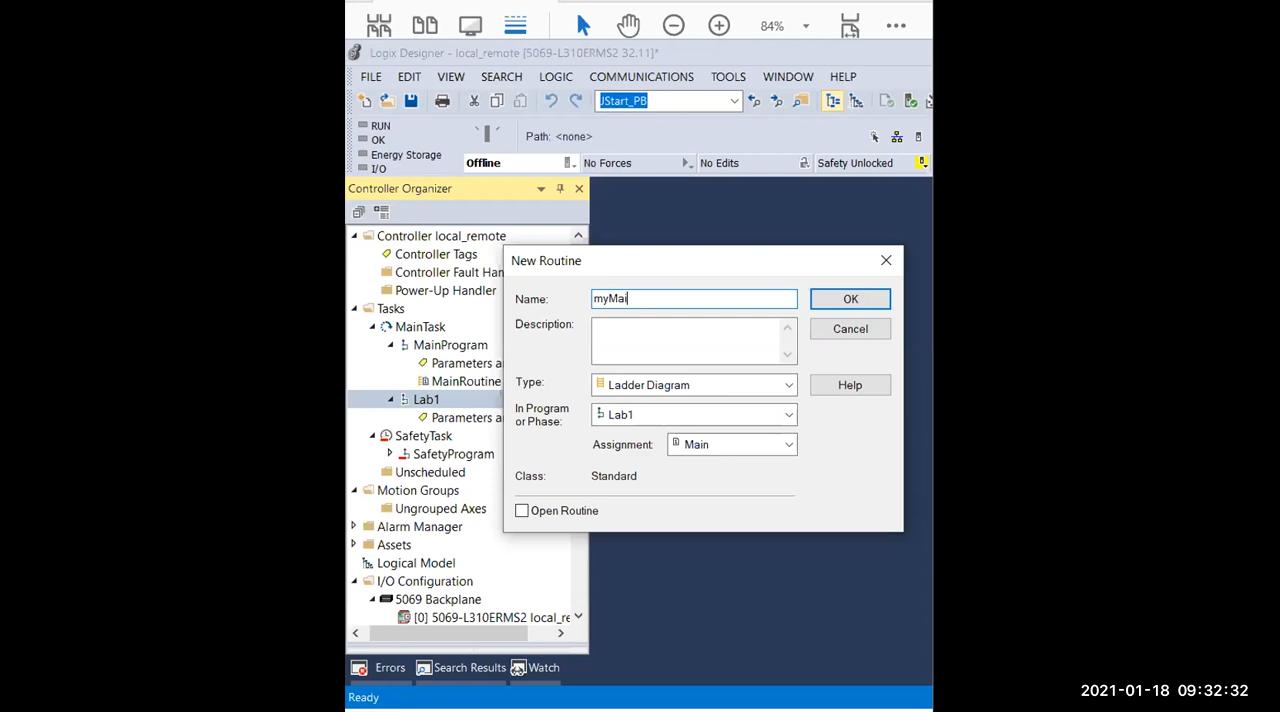 84%
Logix Designer - local_remote [5069-L310ERMS2 32.11]*
FILE EDIT VIEW SEARCH LOGIC COMMUNICATIONS TOOLS WINDOW HELP
JStart_PB
RUN
OK
Energy Storage
I/O
Path: <none>
Offline No Forces No Edits Safety Unlocked
Controller Organizer
Controller local_remote
Controller Tags
Controller Fault Han
Power-Up Handler
Tasks
MainTask
MainProgram
Parameters a
MainRoutine
Lab1
Parameters a
SafetyTask
SafetyProgram
Unscheduled
Motion Groups
Ungrouped Axes
Alarm Manager
Assets
Logical Model
I/O Configuration
5069 Backplane
[0] 5069-L310ERMS2 local_re
New Routine
Name: myMai OK
Description: Cancel
Type: Ladder Diagram Help
In Program
or Phase: Lab1
Assignment: Main
Class: Standard
Open Routine
Errors Search Results Watch
Ready
2021-01-18 09:32:32